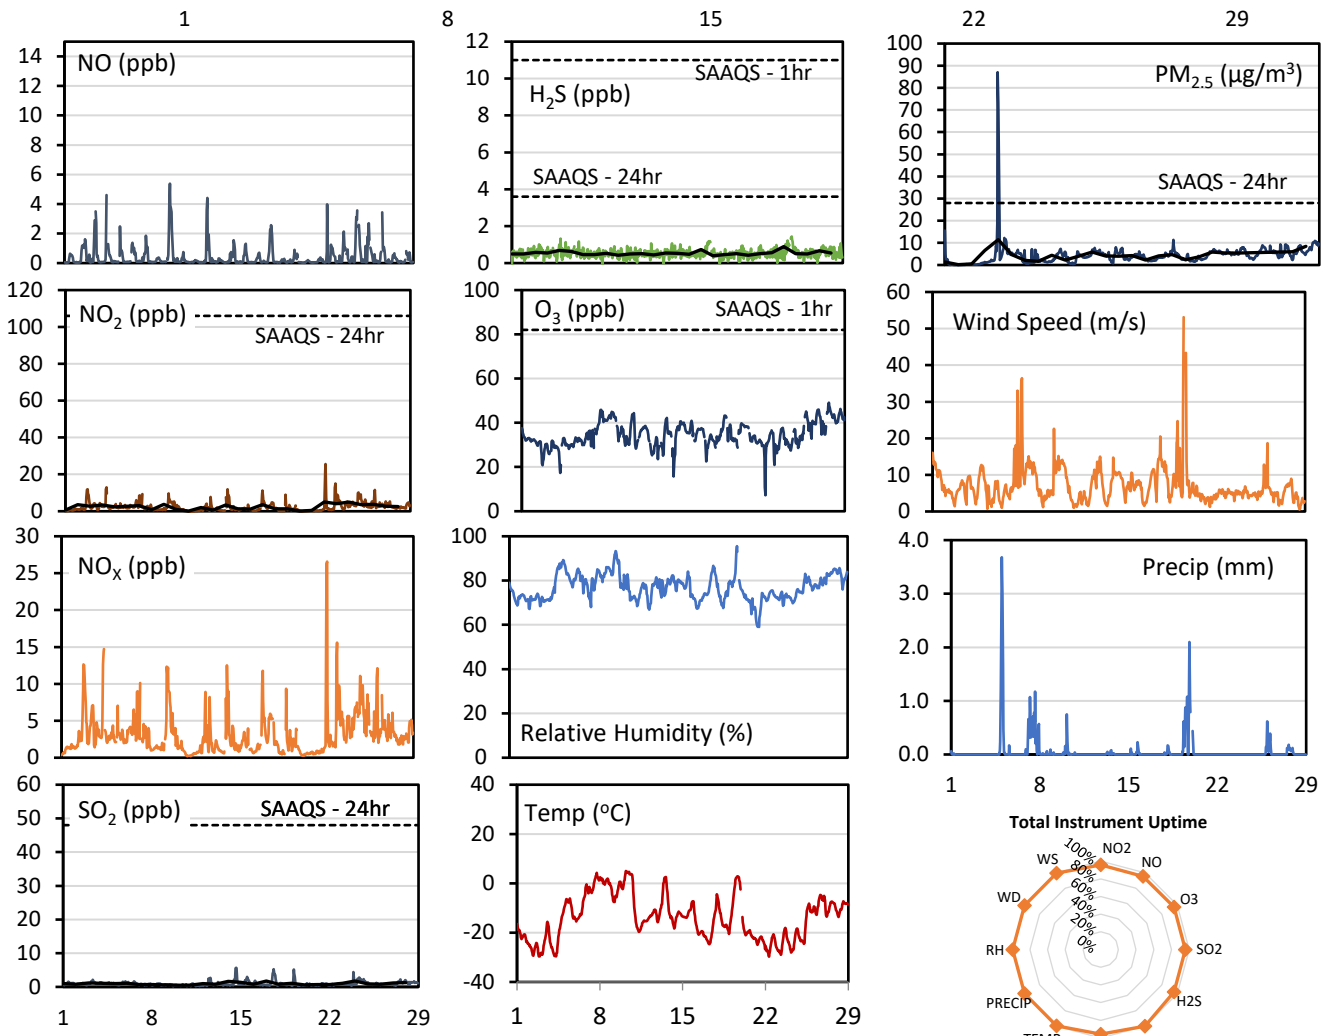 1 8 15 22 29
NO (ppb)
14
12
10
8
6
4
2
0
H2S (ppb)
SAAQS - 1hr
SAAQS - 24hr
12
10
8
6
4
2
0
PM2.5 (µg/m3)
SAAQS - 24hr
100
90
80
70
60
50
40
30
20
10
0
NO2 (ppb)
SAAQS - 24hr
120
100
80
60
40
20
0
O3 (ppb)
SAAQS - 1hr
100
80
60
40
20
0
Wind Speed (m/s)
60
50
40
30
20
10
0
NOX (ppb)
30
25
20
15
10
5
0
100
80
60
40
20
0
Relative Humidity (%)
Precip (mm)
4.0
3.0
2.0
1.0
0.0
1 8 15 22 29
SO2 (ppb)
SAAQS - 24hr
60
50
40
30
20
10
0
1 8 15 22 29
Temp (oC)
40
20
0
-20
-40
1 8 15 22 29
Total Instrument Uptime
100%
80%
60%
40%
20%
0%
NO2
NO
O3
SO2
H2S
PRECIP
RH
WD
WS